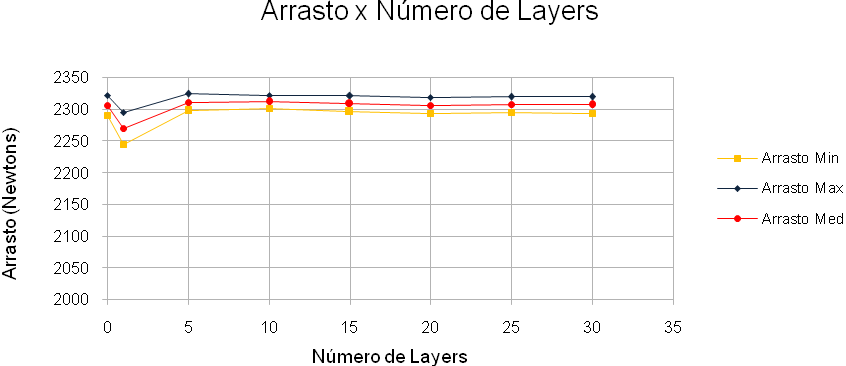 Arrasto x Número de Layers
2350
2300
2250
2200
2150
2100
2050
2000
0 5 10 15 20 25 30 35
Arrasto (Newtons)
Número de Layers
Arrasto Min
Arrasto Max
Arrasto Med